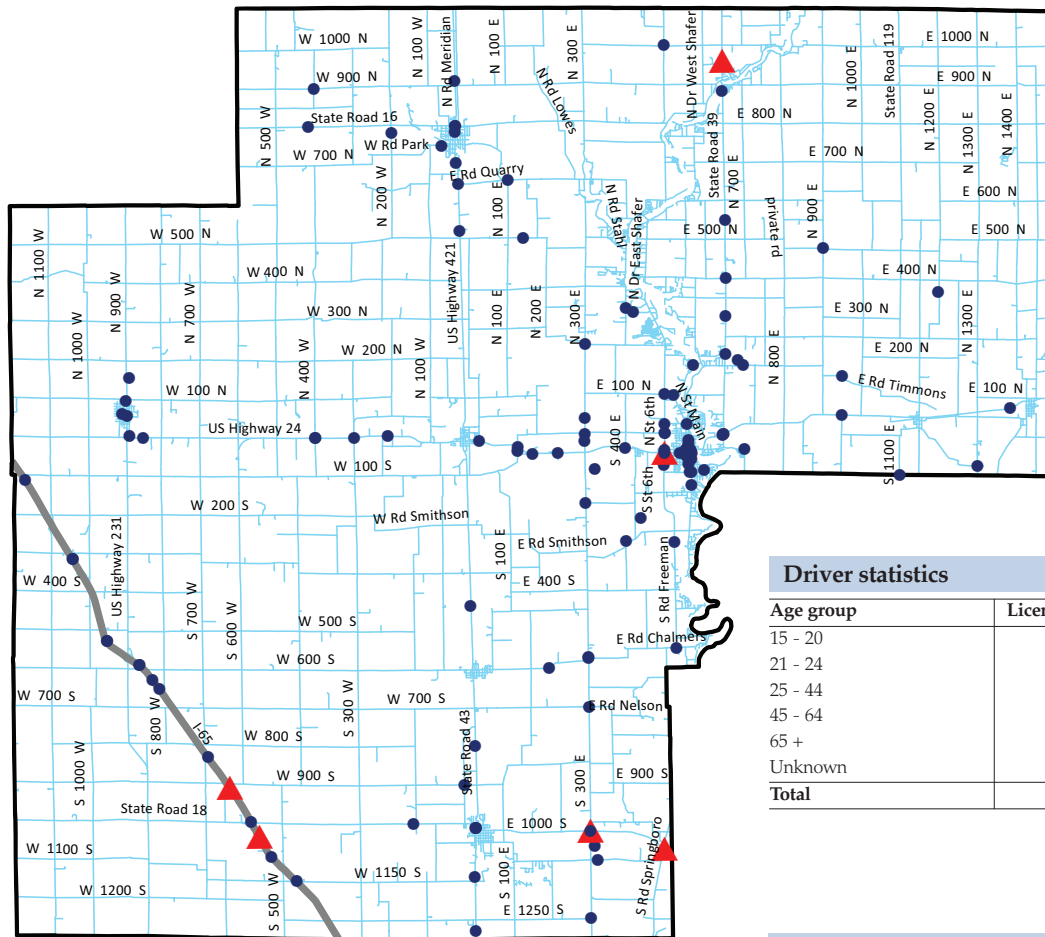 W 1000 N
N 100 W
N Rd Meridian
N 100 E
N 300 E
N Dr West Shafer
State Road 119
E 1000 N
W 900 N
N Rd Lowes
N 1000 E
E 900 N
N 500 W
State Road 16
W Rd Park
State Road 39
E 800 N
N 1200 E
N 1300 E
N 1400 E
W 700 N
N 200 W
E Rd Quarry
N 100 E
N Rd Stahl
N 700 E
E 700 N
E 600 N
N 1100 W
W 500 N
N Dr East Shafer
E 500 N
private rd
N 900 E
E 500 N
W 400 N
E 400 N
N 900 W
N 700 W
US Highway 421
N 100 E
N 200 E
N 300 E
W 300 N
E 300 N
N 1300 E
N 1000 W
N 400 W
W 200 N
N 100 W
N 800 E
E 200 N
W 100 N
E 100 N
N St Main
E Rd Timmons
E 100 N
US Highway 24
S 400 E
N St 6th
W 100 S
S 1100 E
W 200 S
W Rd Smithson
S St 6th
E Rd Smithson
US Highway 231
S 100 E
S Rd Freeman
W 400 S
E 400 S
S 700 W
S 600 W
W 500 S
E Rd Chalmers
W 600 S
W 700 S
S 800 W
S 300 W
W 700 S
E Rd Nelson
I-65
W 800 S
State Road 43
S 1000 W
W 900 S
S 300 E
E 900 S
State Road 18
E 1000 S
S Rd Springboro
W 1100 S
W 1150 S
S 100 E
W 1200 S
S 500 W
E 1250 S
Driver statistics
Age group Licen
15 - 20
21 - 24
25 - 44
45 - 64
65 +
Unknown
Total